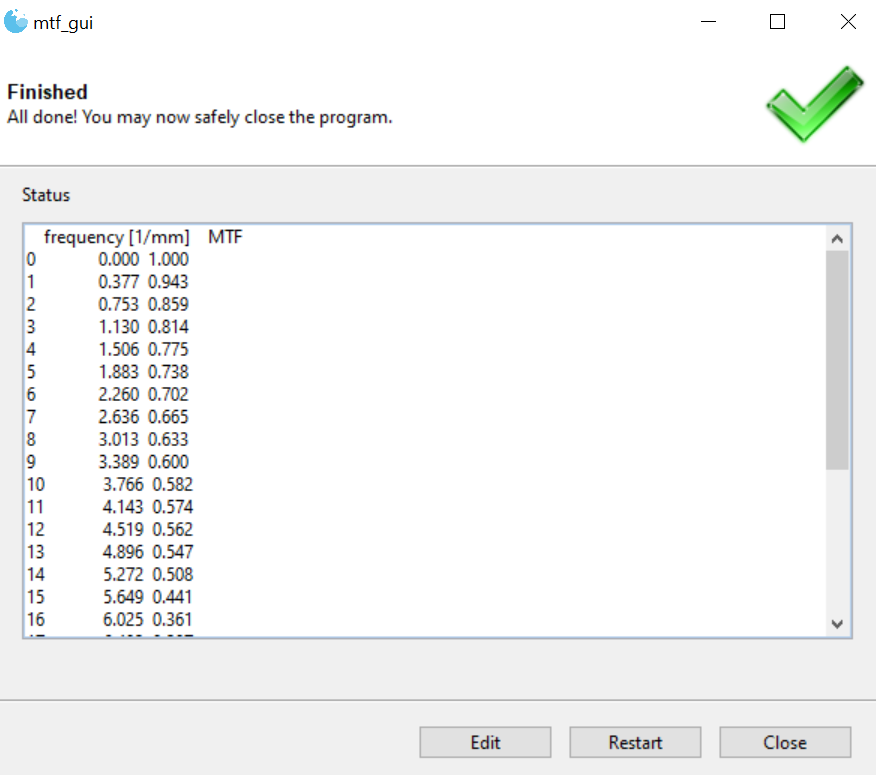 mtf_gui
Finished
All done! You may now safely close the program.
Status
frequency [1/mm] MTF
0 0.000 1.000
1 0.377 0.943
2 0.753 0.859
3 1.130 0.814
4 1.506 0.775
5 1.883 0.738
6 2.260 0.702
7 2.636 0.665
8 3.013 0.633
9 3.389 0.600
10 3.766 0.582
11 4.143 0.574
12 4.519 0.562
13 4.896 0.547
14 5.272 0.508
15 5.649 0.441
16 6.025 0.361
Edit Restart Close